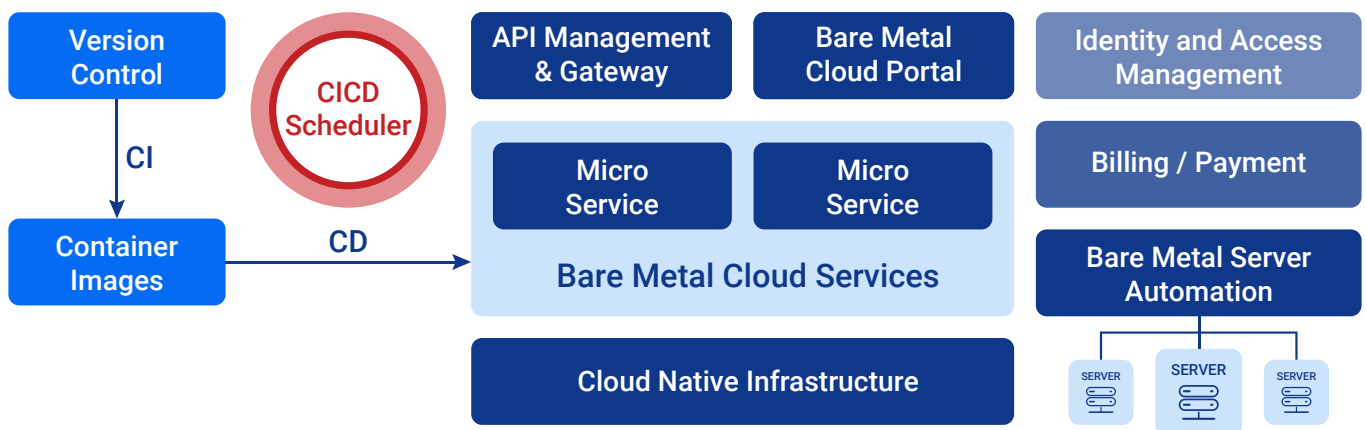 Version
Control
CI
Container
Images
CICD
Scheduler
CD
API Management
& Gateway
Bare Metal
Cloud Portal
Micro
Service
Micro
Service
Bare Metal Cloud Services
Cloud Native Infrastructure
Identity and Access
Management
Billing / Payment
Bare Metal Server
Automation
SERVER
SERVER
SERVER